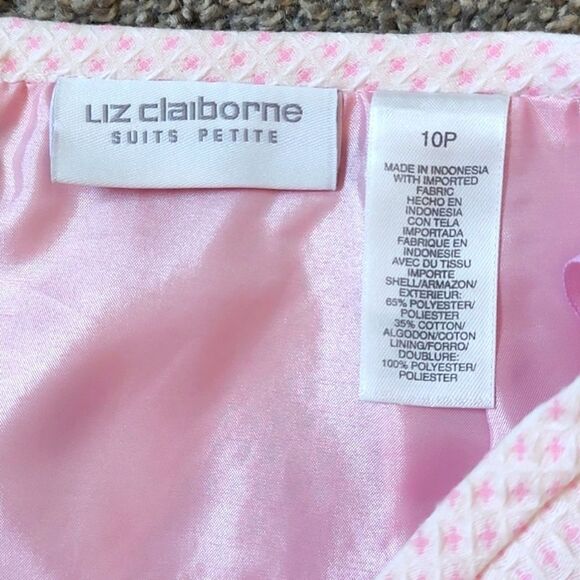 Liz claiborne
SUITS PETITE
10P
MADE IN INDONESIA
WITH IMPORTED
FABRIC
HECHO EN
INDONESIA
CON TELA
IMPORTADA
FABRIQUE EN
INDONESIE
AVEC DU TISSU
IMPORTE
SHELL/ARMAZON/
EXTERIEUR:
65% POLYESTER/
POLIESTER
35% COTTON/
ALGODON/COTON
LINING/FORRO/
DOUBLURE:
100% POLYESTER/
POLIESTER